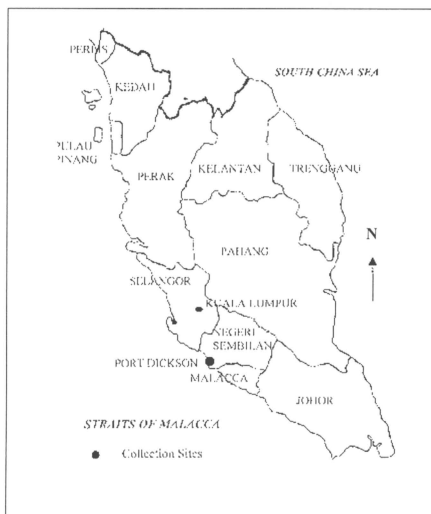 PERLIS
SOUTH CHINA SEA
KEDAH
PULAU
PINANG
PERAK
KELANTAN
TRENGGANU
N
PAHANG
SELANGOR
KUALA LUMPUR
NEGERI
SEMBILAN
PORT DICKSON
MALACCA
JOHOR
STRAITS OF MALACCA
Collection Sites